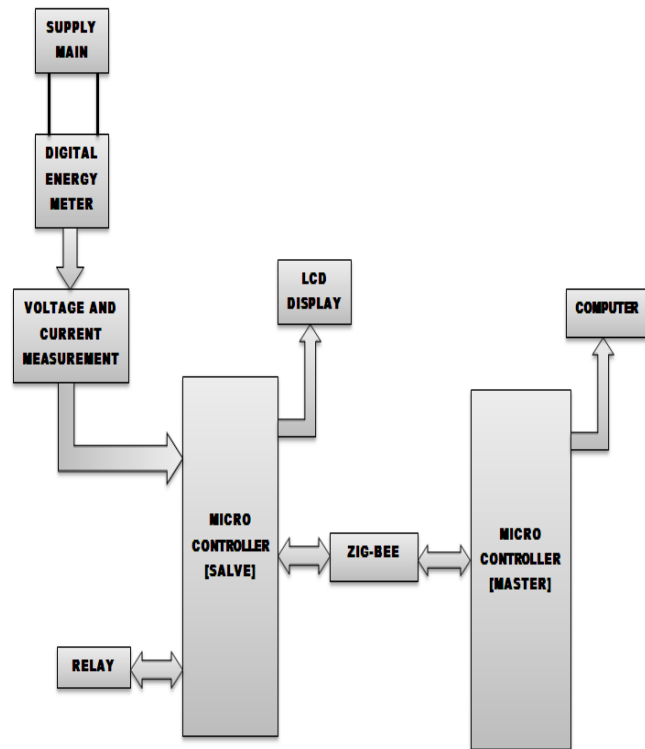 SUPPLY
MAIN
DIGITAL
ENERGY
METER
VOLTAGE AND
CURRENT
MEASUREMENT
LCD
DISPLAY
COMPUTER
MICRO
CONTROLLER
[SALVE]
ZIG-BEE
MICRO
CONTROLLER
[MASTER]
RELAY